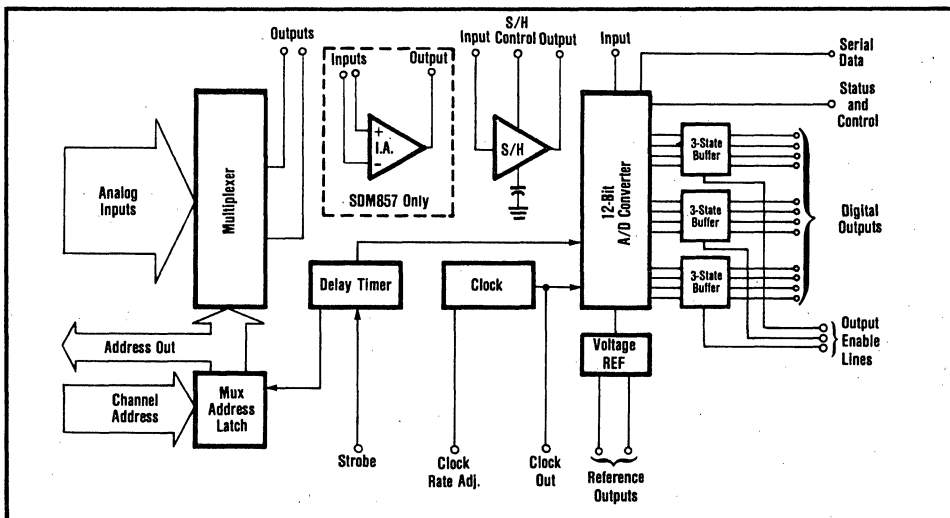 Outputs
Inputs
Output
SDM857 Only
+
I.A.
−
Input
S/H
Control
Output
S/H
Input
Serial
Data
Status
and
Control
Analog
Inputs
Multiplexer
12-Bit
A/D Converter
3-State
Buffer
3-State
Buffer
3-State
Buffer
Digital
Outputs
Delay Timer
Clock
Output
Enable
Lines
Address Out
Voltage
REF
Channel
Address
Mux
Address
Latch
Strobe
Clock
Rate Adj.
Clock
Out
Reference
Outputs